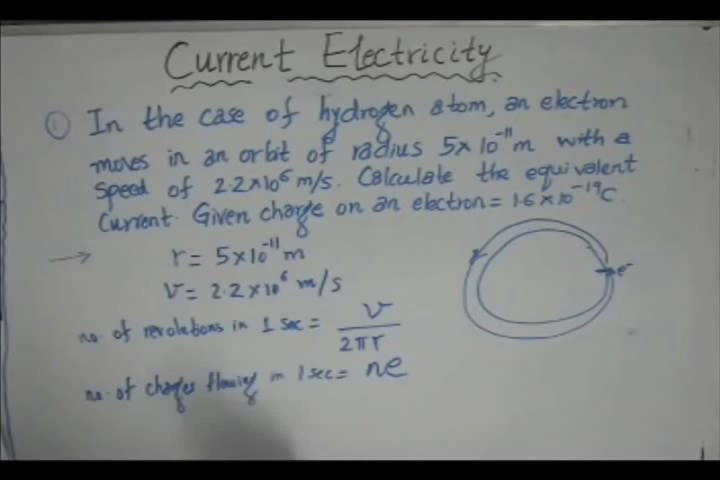 Current Electricity
① In the case of hydrogen atom, an electron
moves in an orbit of radius 5×10⁻¹¹m with a
speed of 2.2×10⁶ m/s. Calculate the equivalent
current. Given charge on an electron = 1.6×10⁻¹⁹C
→ r = 5×10⁻¹¹ m
v = 2.2×10⁶ m/s
e⁻
no. of revolutions in 1 sec = v / 2πr
no. of charges flowing in 1 sec = ne